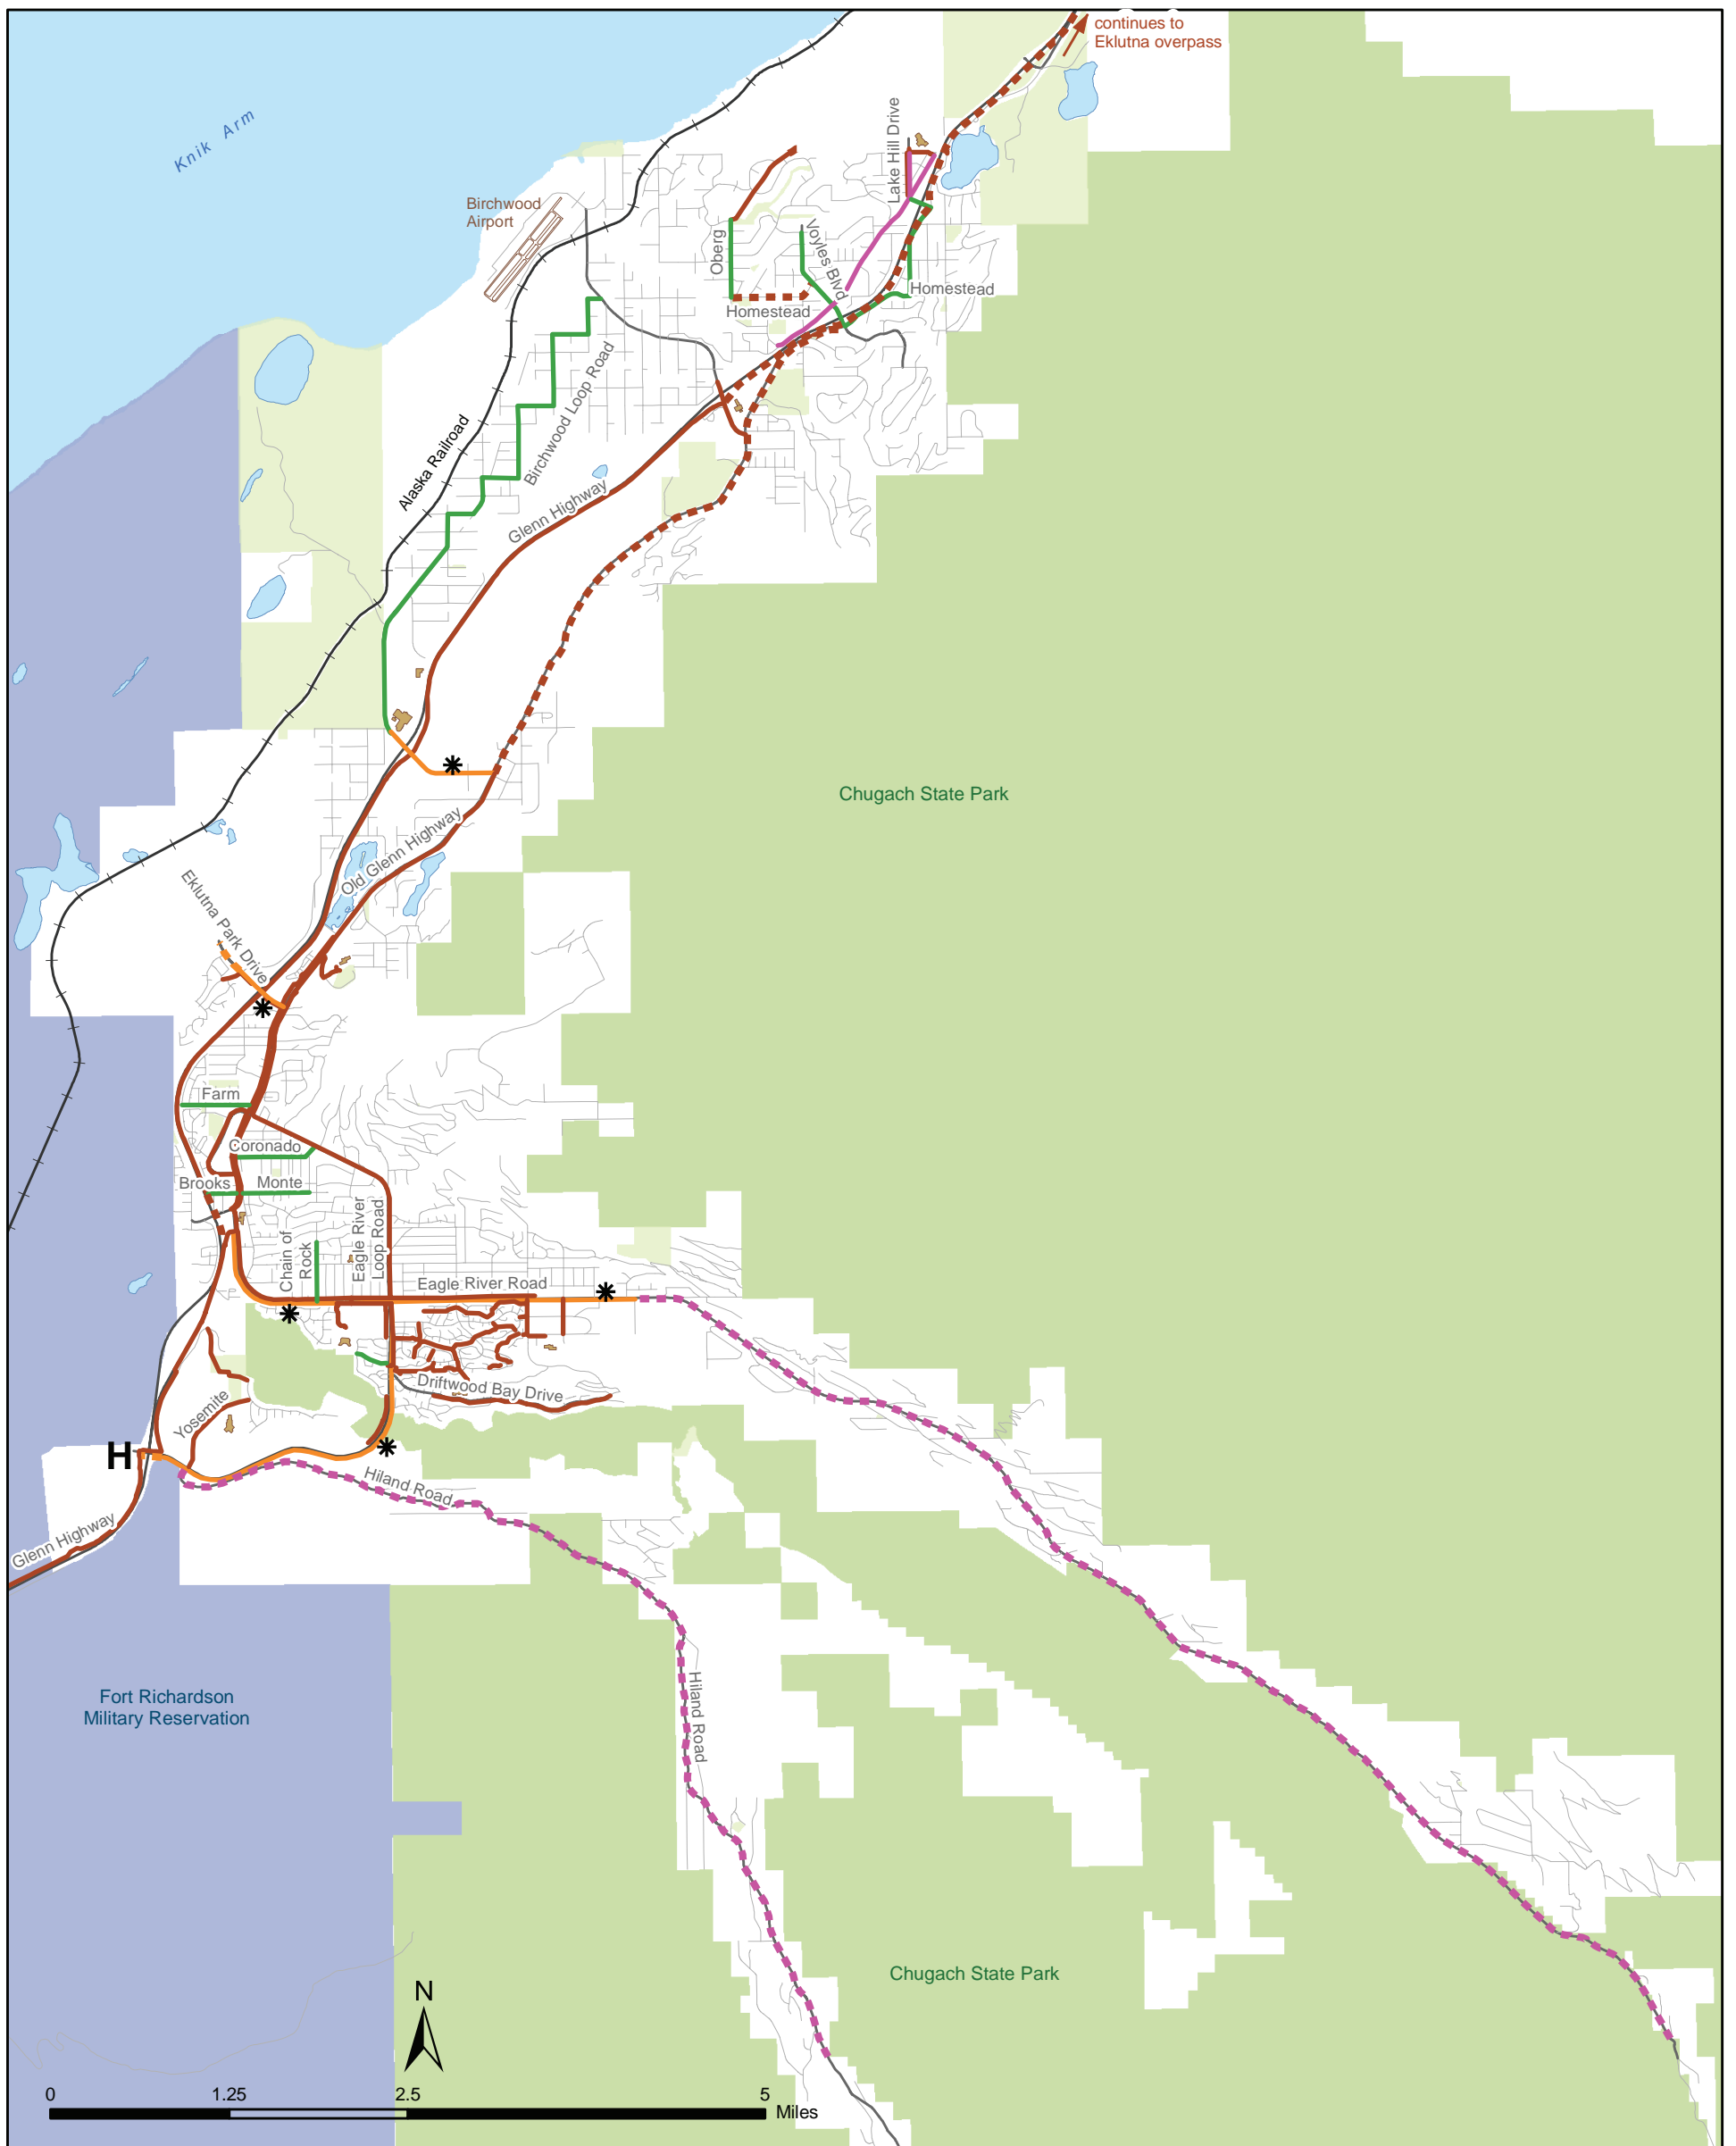 continues to
Eklutna overpass
Knik Arm
Lake Hill Drive
Birchwood
Airport
Oberg
Voyles Blvd
Homestead
Homestead
Birchwood Loop Road
Alaska Railroad
Glenn Highway
Chugach State Park
Old Glenn Highway
Eklutna Park Drive
Farm
Coronado
Brooks
Monte
Chain of
Rock
Eagle River
Loop Road
Eagle River Road
Driftwood Bay Drive
Yosemite
H
Hiland Road
Glenn Highway
Fort Richardson
Military Reservation
Hiland Road
Chugach State Park
N
0 1.25 2.5 5
Miles